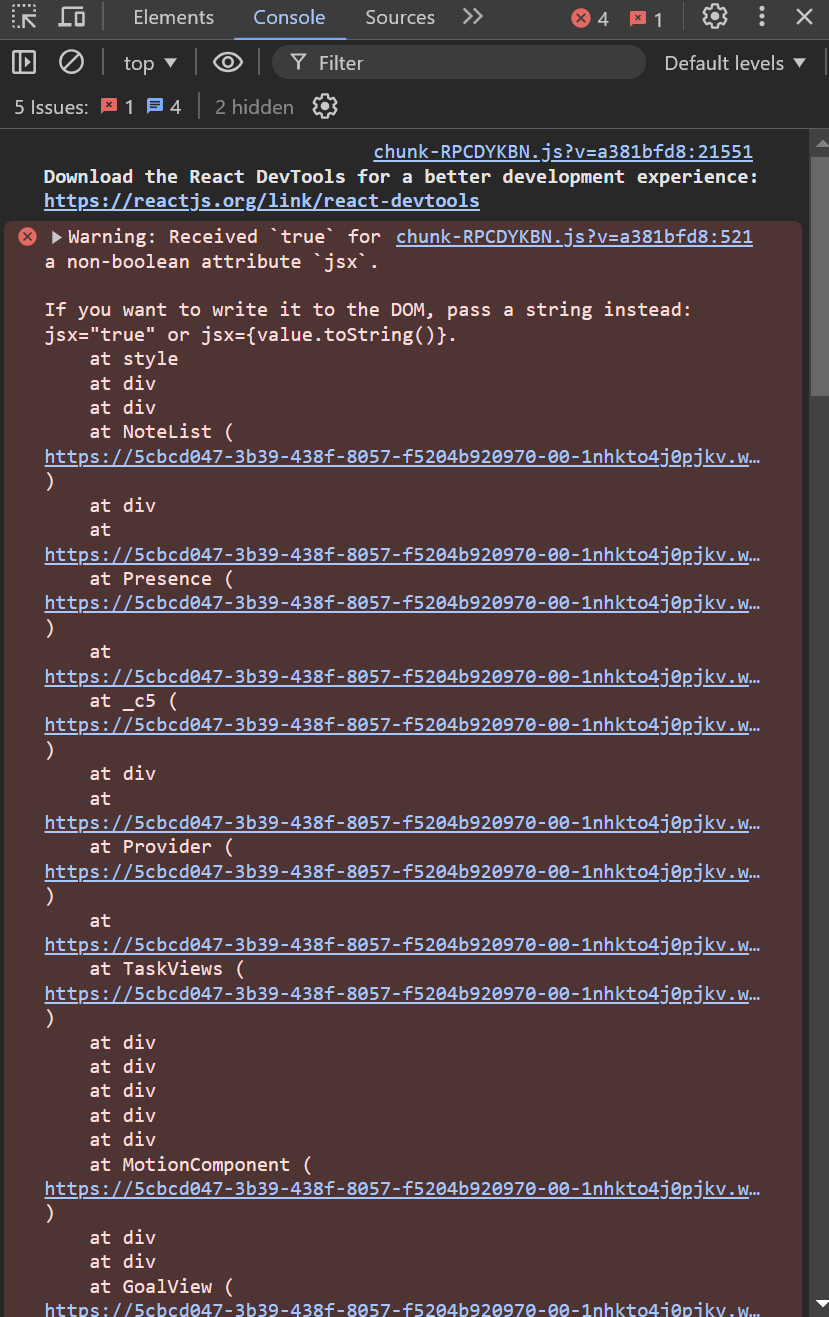 Elements Console Sources 4 1
top Filter Default levels
5 Issues: 1 4 2 hidden
chunk-RPCDYKBN.js?v=a381bfd8:21551
Download the React DevTools for a better development experience:
https://reactjs.org/link/react-devtools
Warning: Received `true` for chunk-RPCDYKBN.js?v=a381bfd8:521
a non-boolean attribute `jsx`.
If you want to write it to the DOM, pass a string instead:
jsx="true" or jsx={value.toString()}.
at style
at div
at div
at NoteList (
https://5cbcd047-3b39-438f-8057-f5204b920970-00-1nhkto4j0pjkv.w…
)
at div
at
https://5cbcd047-3b39-438f-8057-f5204b920970-00-1nhkto4j0pjkv.w…
at Presence (
https://5cbcd047-3b39-438f-8057-f5204b920970-00-1nhkto4j0pjkv.w…
)
at
https://5cbcd047-3b39-438f-8057-f5204b920970-00-1nhkto4j0pjkv.w…
at _c5 (
https://5cbcd047-3b39-438f-8057-f5204b920970-00-1nhkto4j0pjkv.w…
)
at div
at
https://5cbcd047-3b39-438f-8057-f5204b920970-00-1nhkto4j0pjkv.w…
at Provider (
https://5cbcd047-3b39-438f-8057-f5204b920970-00-1nhkto4j0pjkv.w…
)
at
https://5cbcd047-3b39-438f-8057-f5204b920970-00-1nhkto4j0pjkv.w…
at TaskViews (
https://5cbcd047-3b39-438f-8057-f5204b920970-00-1nhkto4j0pjkv.w…
)
at div
at div
at div
at div
at div
at MotionComponent (
https://5cbcd047-3b39-438f-8057-f5204b920970-00-1nhkto4j0pjkv.w…
)
at div
at div
at GoalView (
https://5cbcd047-3b39-438f-8057-f5204b920970-00-1nhkto4j0pjkv.w…